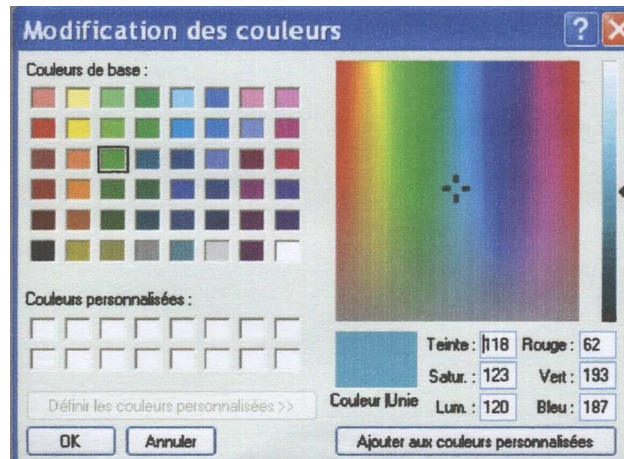 Modification des couleurs
Couleurs de base :
Couleurs personnalisées :
Définir les couleurs personnalisées >>
OK Annuler
Couleur |Unie
Teinte : 118 Rouge : 62
Satur. : 123 Vert : 193
Lum. : 120 Bleu : 187
Ajouter aux couleurs personnalisées